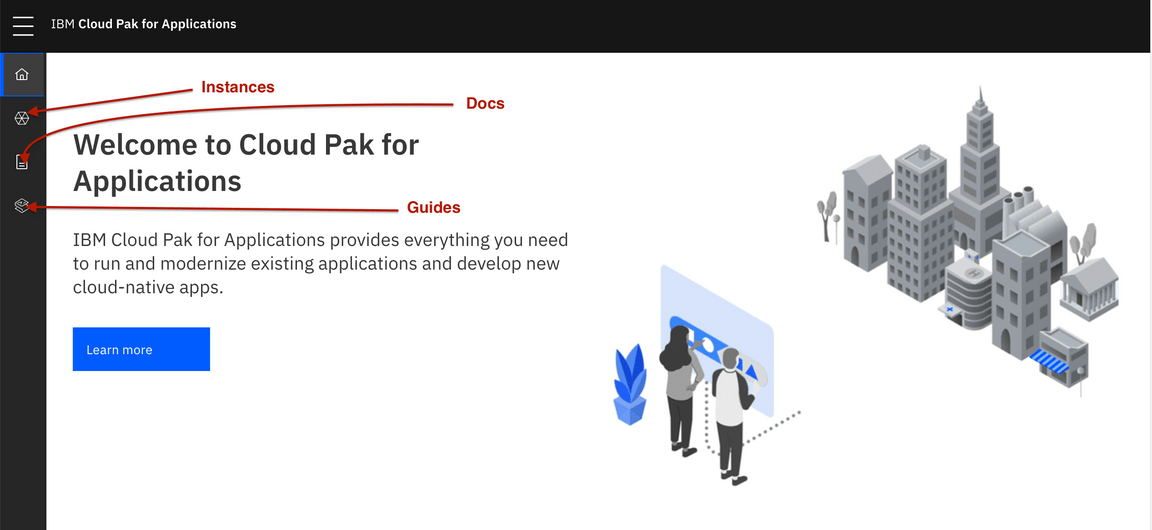 IBM Cloud Pak for Applications
Instances
Docs
Welcome to Cloud Pak for
Applications
Guides
IBM Cloud Pak for Applications provides everything you need
to run and modernize existing applications and develop new
cloud-native apps.
Learn more
H